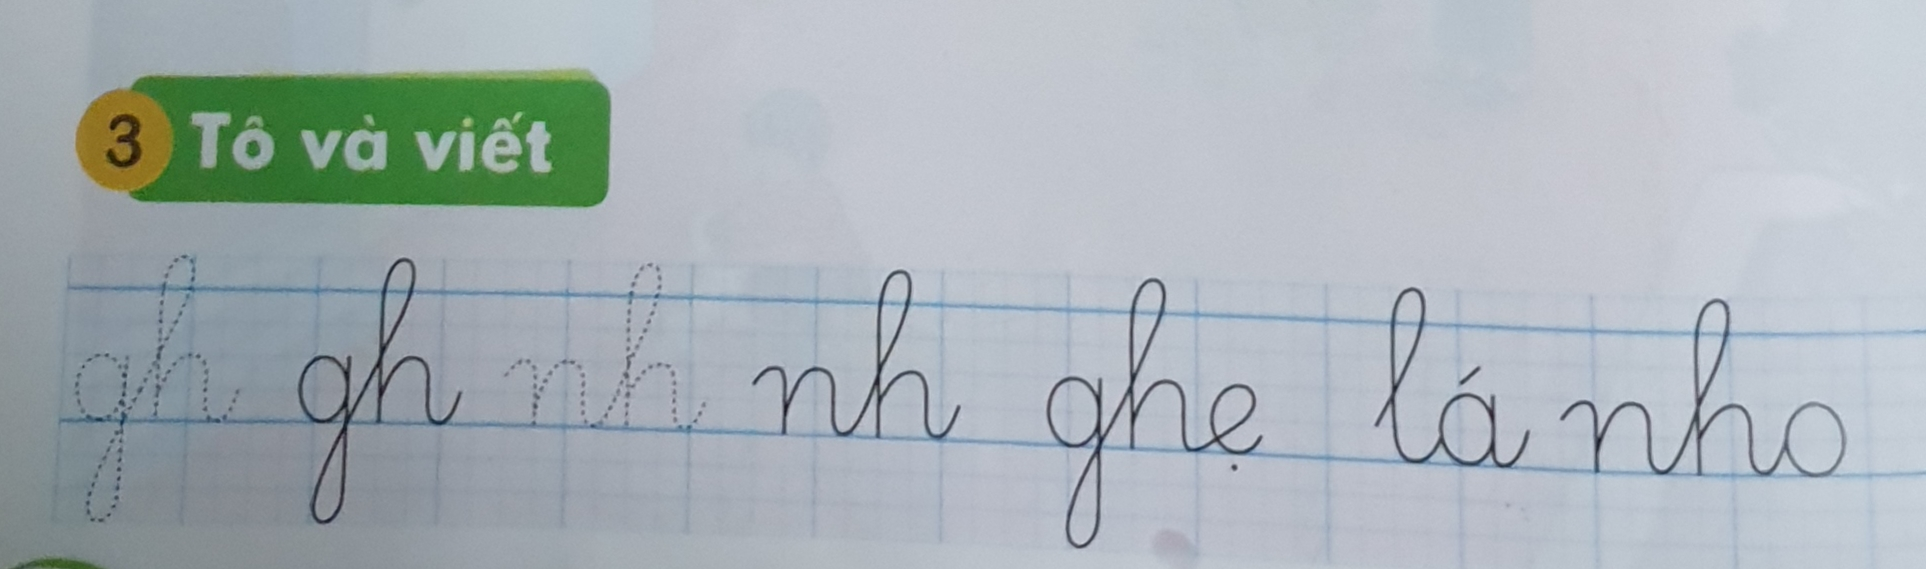 3 Tô và viết
gh gh nh nh ghẹ lá nho